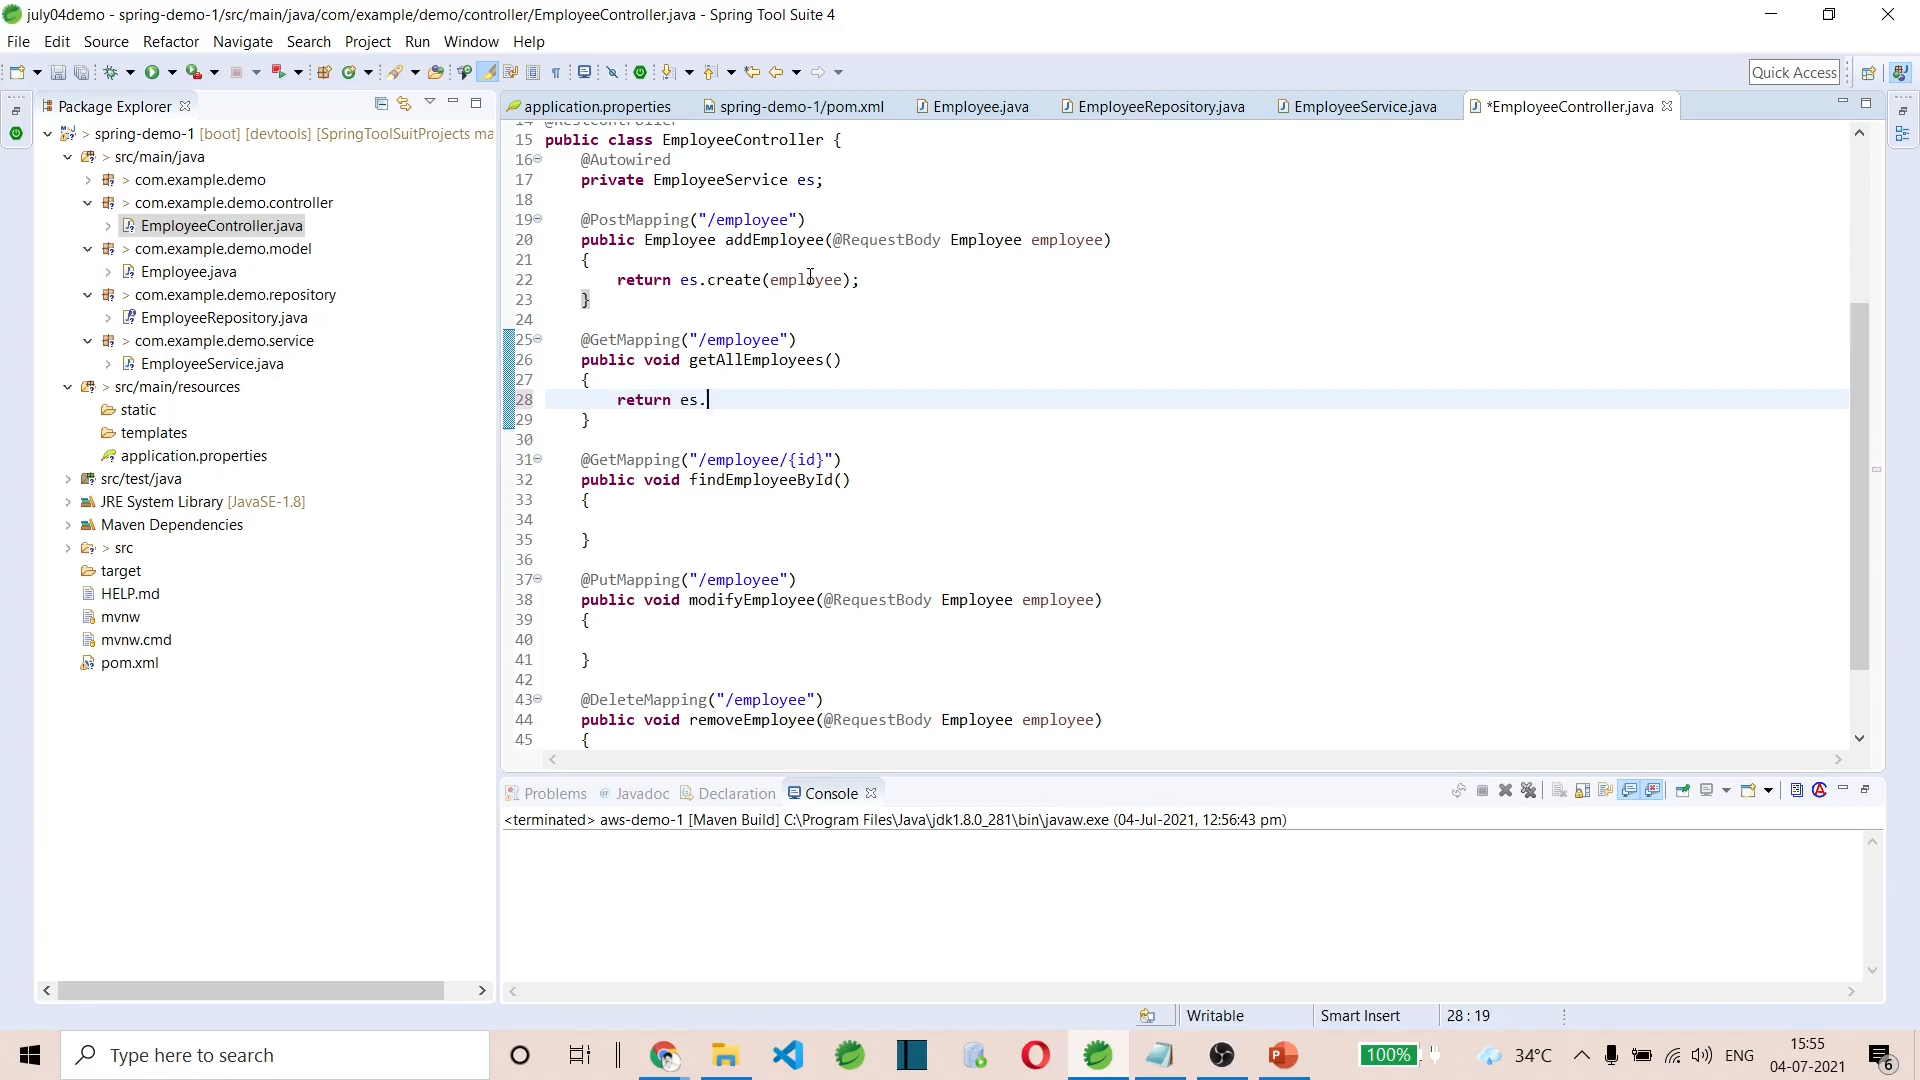 july04demo - spring-demo-1/src/main/java/com/example/demo/controller/EmployeeController.java - Spring Tool Suite 4
File Edit Source Refactor Navigate Search Project Run Window Help
Quick Access
Package Explorer
application.properties spring-demo-1/pom.xml Employee.java EmployeeRepository.java EmployeeService.java *EmployeeController.java
> spring-demo-1 [boot] [devtools] [SpringToolSuitProjects ma
> src/main/java
> com.example.demo
> com.example.demo.controller
EmployeeController.java
> com.example.demo.model
Employee.java
> com.example.demo.repository
EmployeeRepository.java
> com.example.demo.service
EmployeeService.java
> src/main/resources
static
templates
application.properties
src/test/java
JRE System Library [JavaSE-1.8]
Maven Dependencies
> src
target
HELP.md
mvnw
mvnw.cmd
pom.xml
14 @RestController
15 public class EmployeeController {
16 @Autowired
17 private EmployeeService es;
18
19 @PostMapping("/employee")
20 public Employee addEmployee(@RequestBody Employee employee)
21 {
22 return es.create(employee);
23 }
24
25 @GetMapping("/employee")
26 public void getAllEmployees()
27 {
28 return es.
29 }
30
31 @GetMapping("/employee/{id}")
32 public void findEmployeeById()
33 {
34
35 }
36
37 @PutMapping("/employee")
38 public void modifyEmployee(@RequestBody Employee employee)
39 {
40
41 }
42
43 @DeleteMapping("/employee")
44 public void removeEmployee(@RequestBody Employee employee)
45 {
Problems @ Javadoc Declaration Console
<terminated> aws-demo-1 [Maven Build] C:\Program Files\Java\jdk1.8.0_281\bin\javaw.exe (04-Jul-2021, 12:56:43 pm)
Writable Smart Insert 28 : 19
Type here to search
100% 34°C ENG 15:55
04-07-2021
6